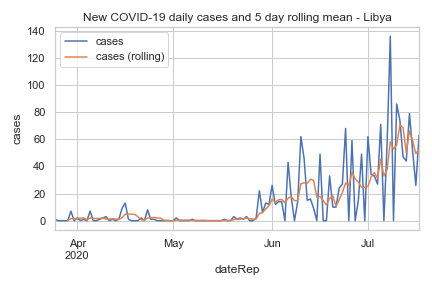 New COVID-19 daily cases and 5 day rolling mean - Libya
cases
cases (rolling)
140
120
100
80
60
40
20
0
cases
Apr
2020
May
Jun
Jul
dateRep